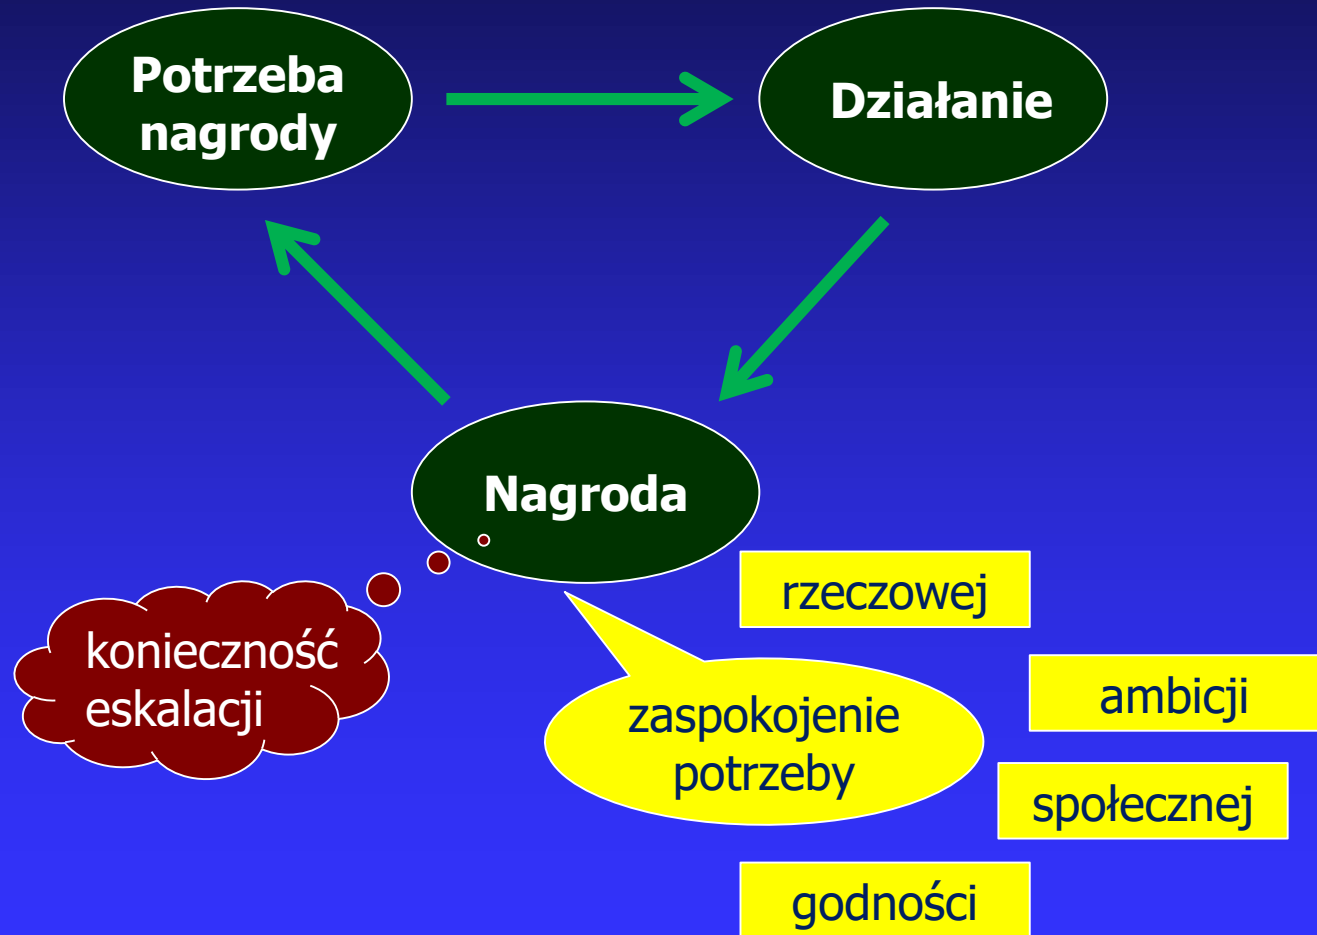 Potrzeba
nagrody
Działanie
Nagroda
rzeczowej
konieczność
eskalacji
zaspokojenie
potrzeby
ambicji
społecznej
godności